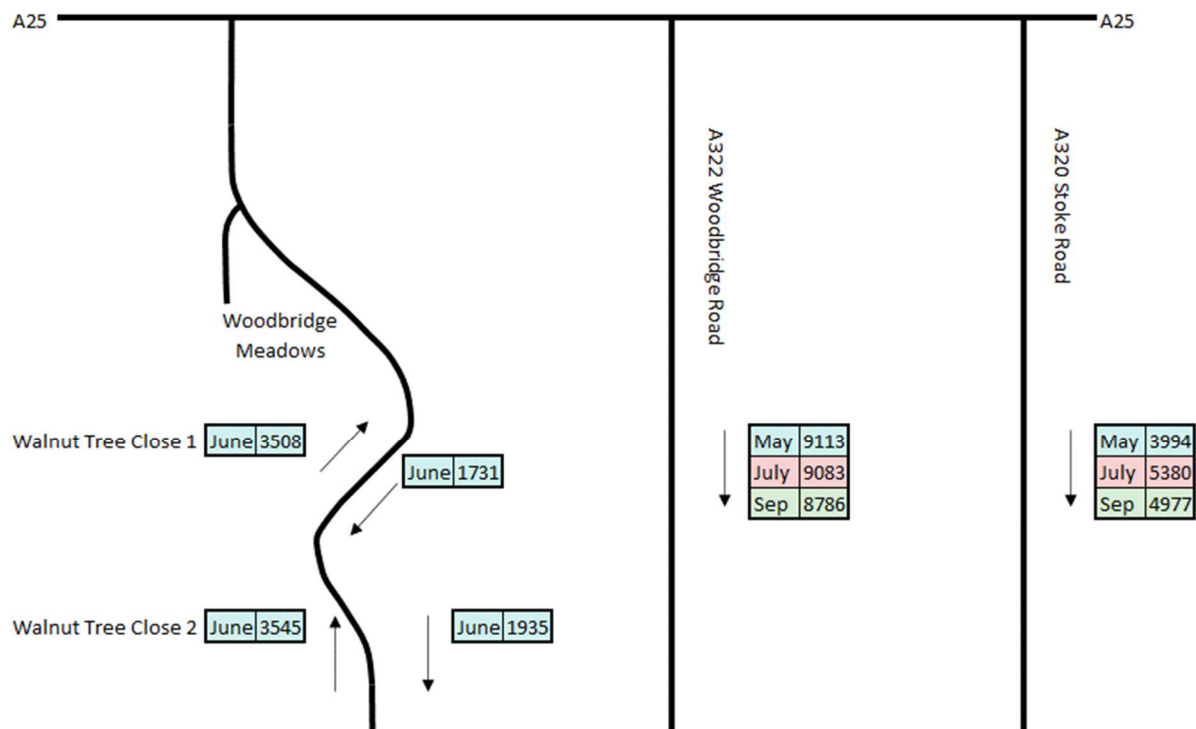 A25
A25
A322 Woodbridge Road
A320 Stoke Road
Woodbridge
Meadows
Walnut Tree Close 1
June 3508
June 1731
May 9113
July 9083
Sep 8786
May 3994
July 5380
Sep 4977
Walnut Tree Close 2
June 3545
June 1935